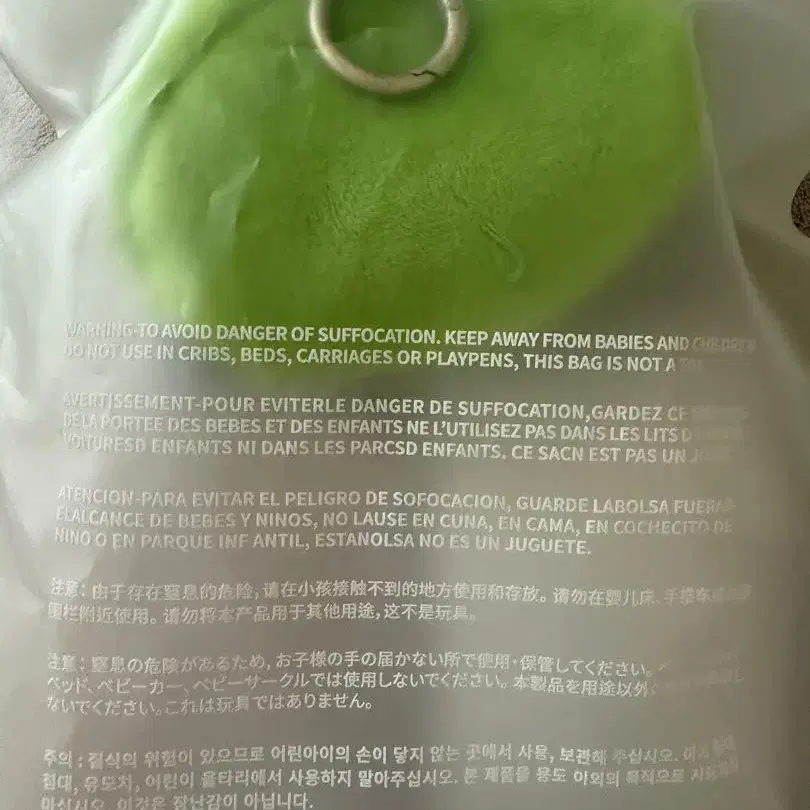 WARNING-TO AVOID DANGER OF SUFFOCATION. KEEP AWAY FROM BABIES AND CHILDREN
DO NOT USE IN CRIBS, BEDS, CARRIAGES OR PLAYPENS, THIS BAG IS NOT A
AVERTISSEMENT-POUR EVITERLE DANGER DE SUFFOCATION,GARDEZ CE
DE LA PORTEE DES BEBES ET DES ENFANTS NE L'UTILISEZ PAS DANS LES LITS
VOITURESD ENFANTS NI DANS LES PARCSD ENFANTS. CE SACN EST PAS UN
ATENCION-PARA EVITAR EL PELIGRO DE SOFOCACION, GUARDE LABOLSA FUERA
ELALCANCE DE BEBES Y NINOS, NO LAUSE EN CUNA, EN CAMA, EN COCHECITO DE
NINO O EN PARQUE INF ANTIL, ESTANOLSA NO ES UN JUGUETE.
注意：由于存在窒息的危险，请在小孩接触不到的地方使用和存放。请勿在婴儿床、手推车
围栏附近使用。请勿将本产品用于其他用途，这不是玩具。
注意：窒息の危険があるため，お子様の手の届かない所で使用・保管してください。
ベッド、ベビーカー、ベビーサークルでは使用しないでください。本製品を用途以外
ないでください。これは玩具ではありません。
주의 : 질식의 위험이 있으므로 어린아이의 손이 닿지 않는 곳에서 사용, 보관해 주십시오.
침대, 유모차, 어린이 울타리에서 사용하지 말아주십시오. 본 제품을 용도 이외의 목적으로
마십시오. 이것은 장난감이 아닙니다.